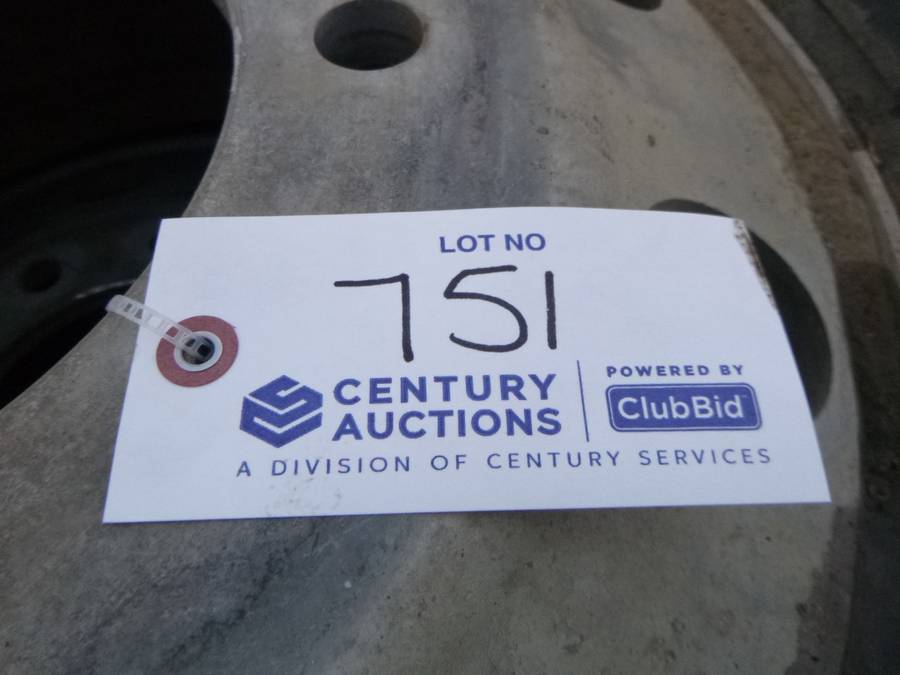 LOT NO
751
CENTURY AUCTIONS
POWERED BY
ClubBid
A DIVISION OF CENTURY SERVICES